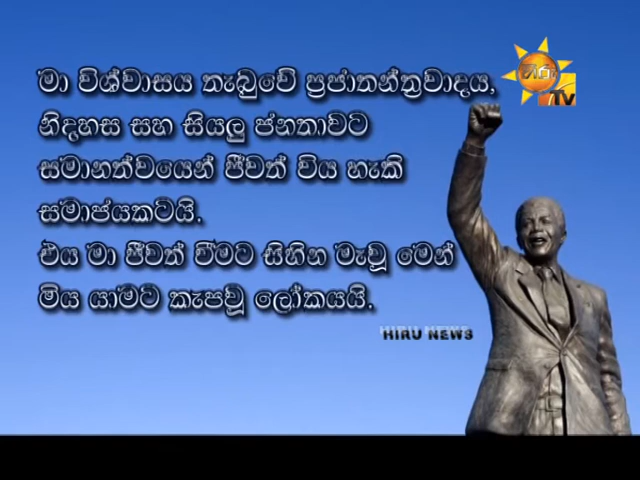 මා විශ්වාසය තැබුවේ ප්‍රජාතන්ත්‍රවාදය,
නිදහස සහ සියලු ජනතාවට
සමානත්වයෙන් ජීවත් විය හැකි
සමාජයකටයි.
එය මා ජීවත් වීමට සිහින මැවූ මෙන්
මිය යාමට කැපවූ ලෝකයයි.
HIRU NEWS
හිරු
TV